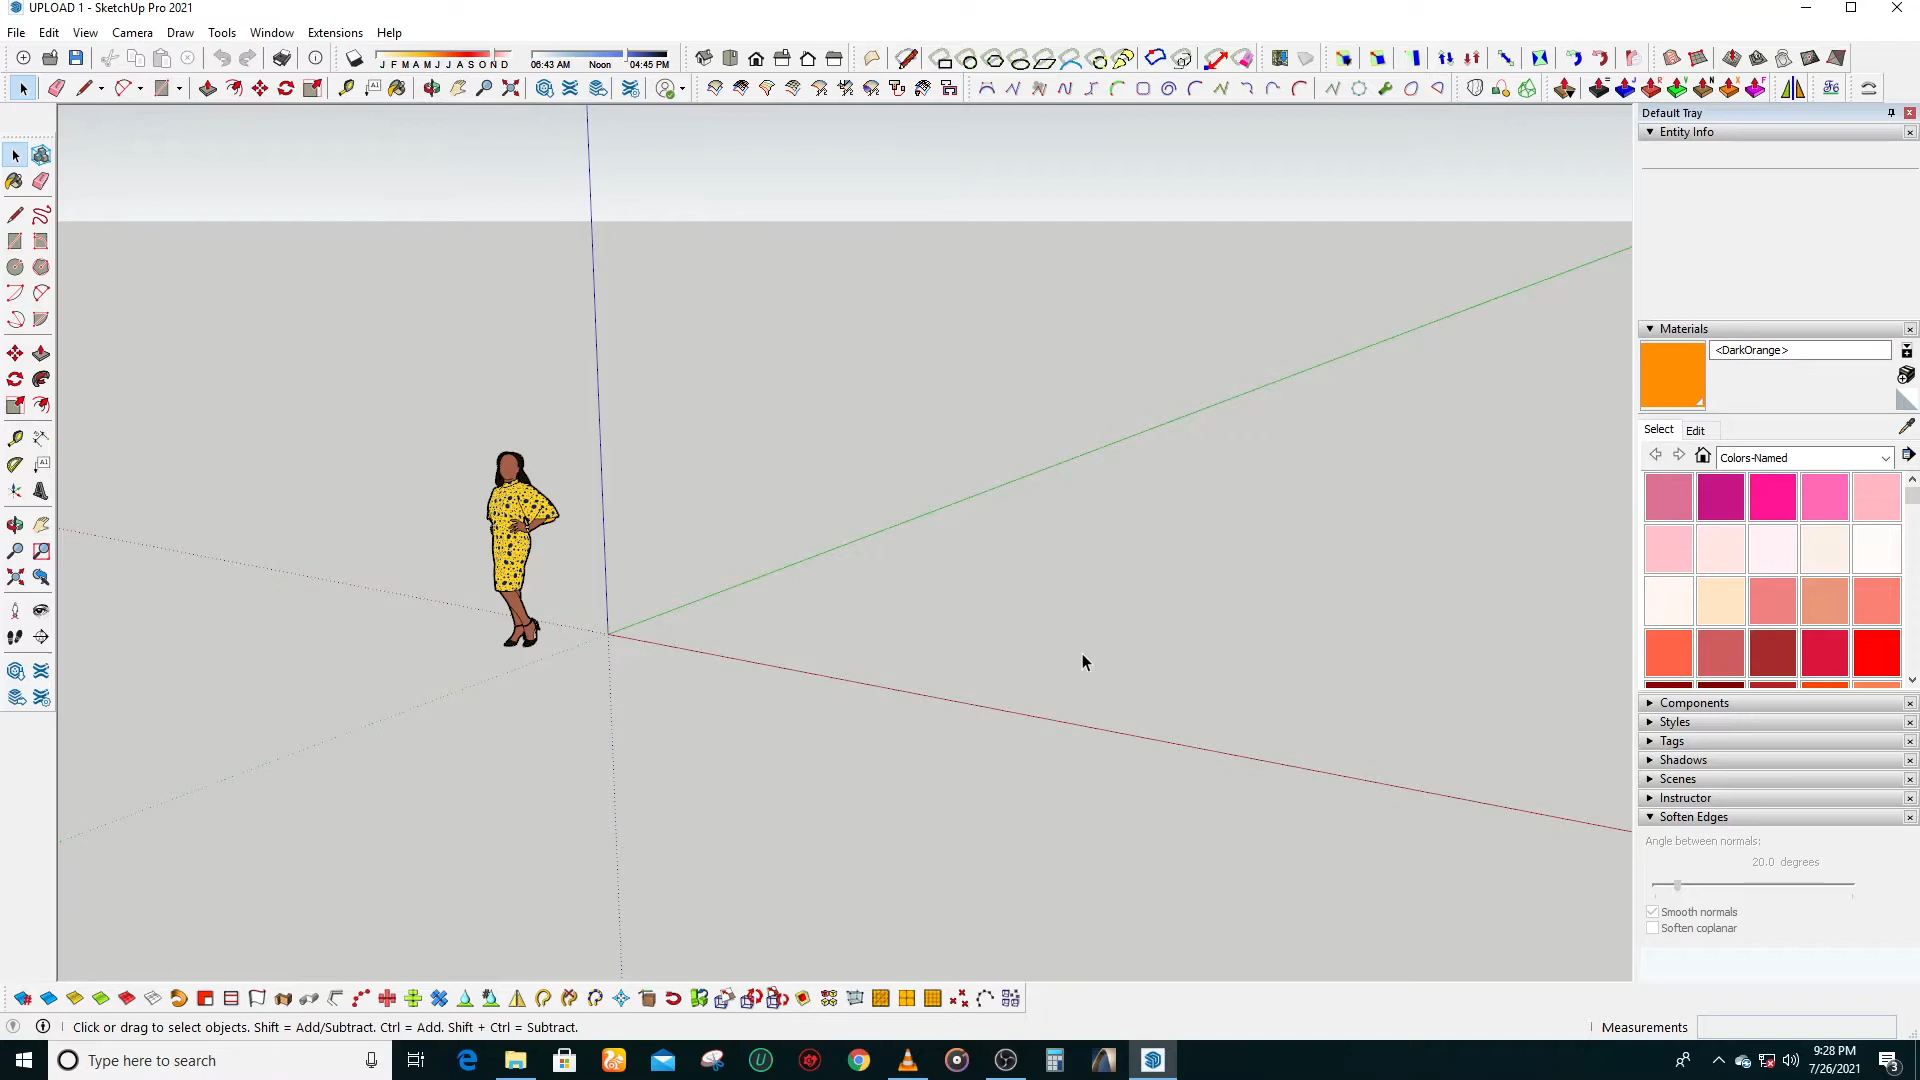 UPLOAD 1 - SketchUp Pro 2021
File Edit View Camera Draw Tools Window Extensions Help
J F M A M J J A S O N D 06:43 AM Noon 04:45 PM
Default Tray
Entity Info
Materials
<DarkOrange>
Select Edit
Colors-Named
Components
Styles
Tags
Shadows
Scenes
Instructor
Soften Edges
Angle between normals:
20.0 degrees
Smooth normals
Soften coplanar
Click or drag to select objects. Shift = Add/Subtract. Ctrl = Add. Shift + Ctrl = Subtract.
Measurements
Type here to search
9:28 PM
7/26/2021
3